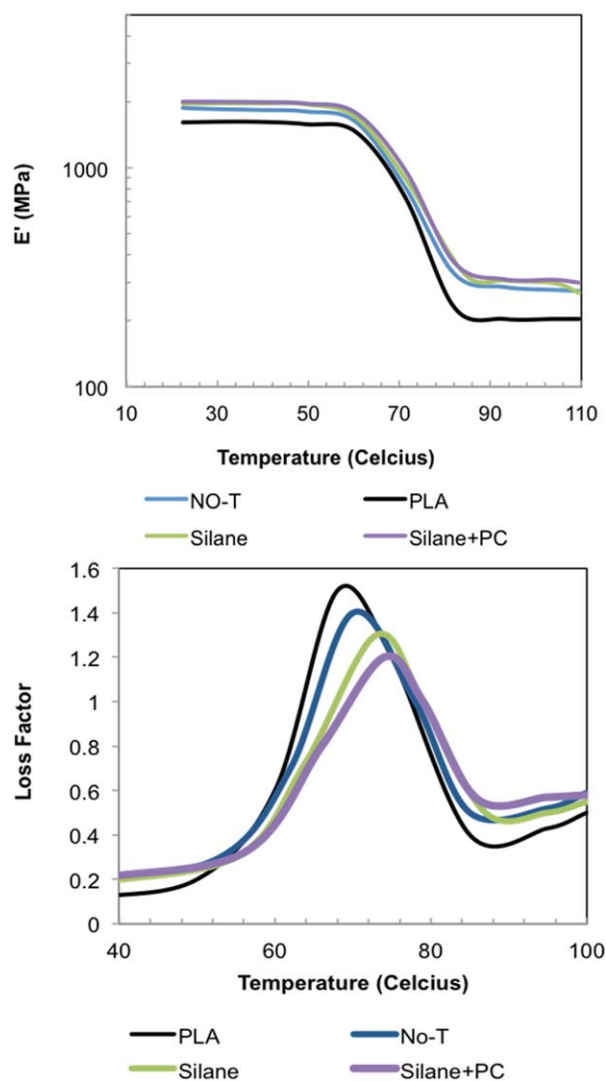 E' (MPa)
1000
100
10 30 50 70 90 110
Temperature (Celcius)
NO-T PLA
Silane Silane+PC
Loss Factor
1.6
1.4
1.2
1
0.8
0.6
0.4
0.2
0
40 60 80 100
Temperature (Celcius)
PLA No-T
Silane Silane+PC